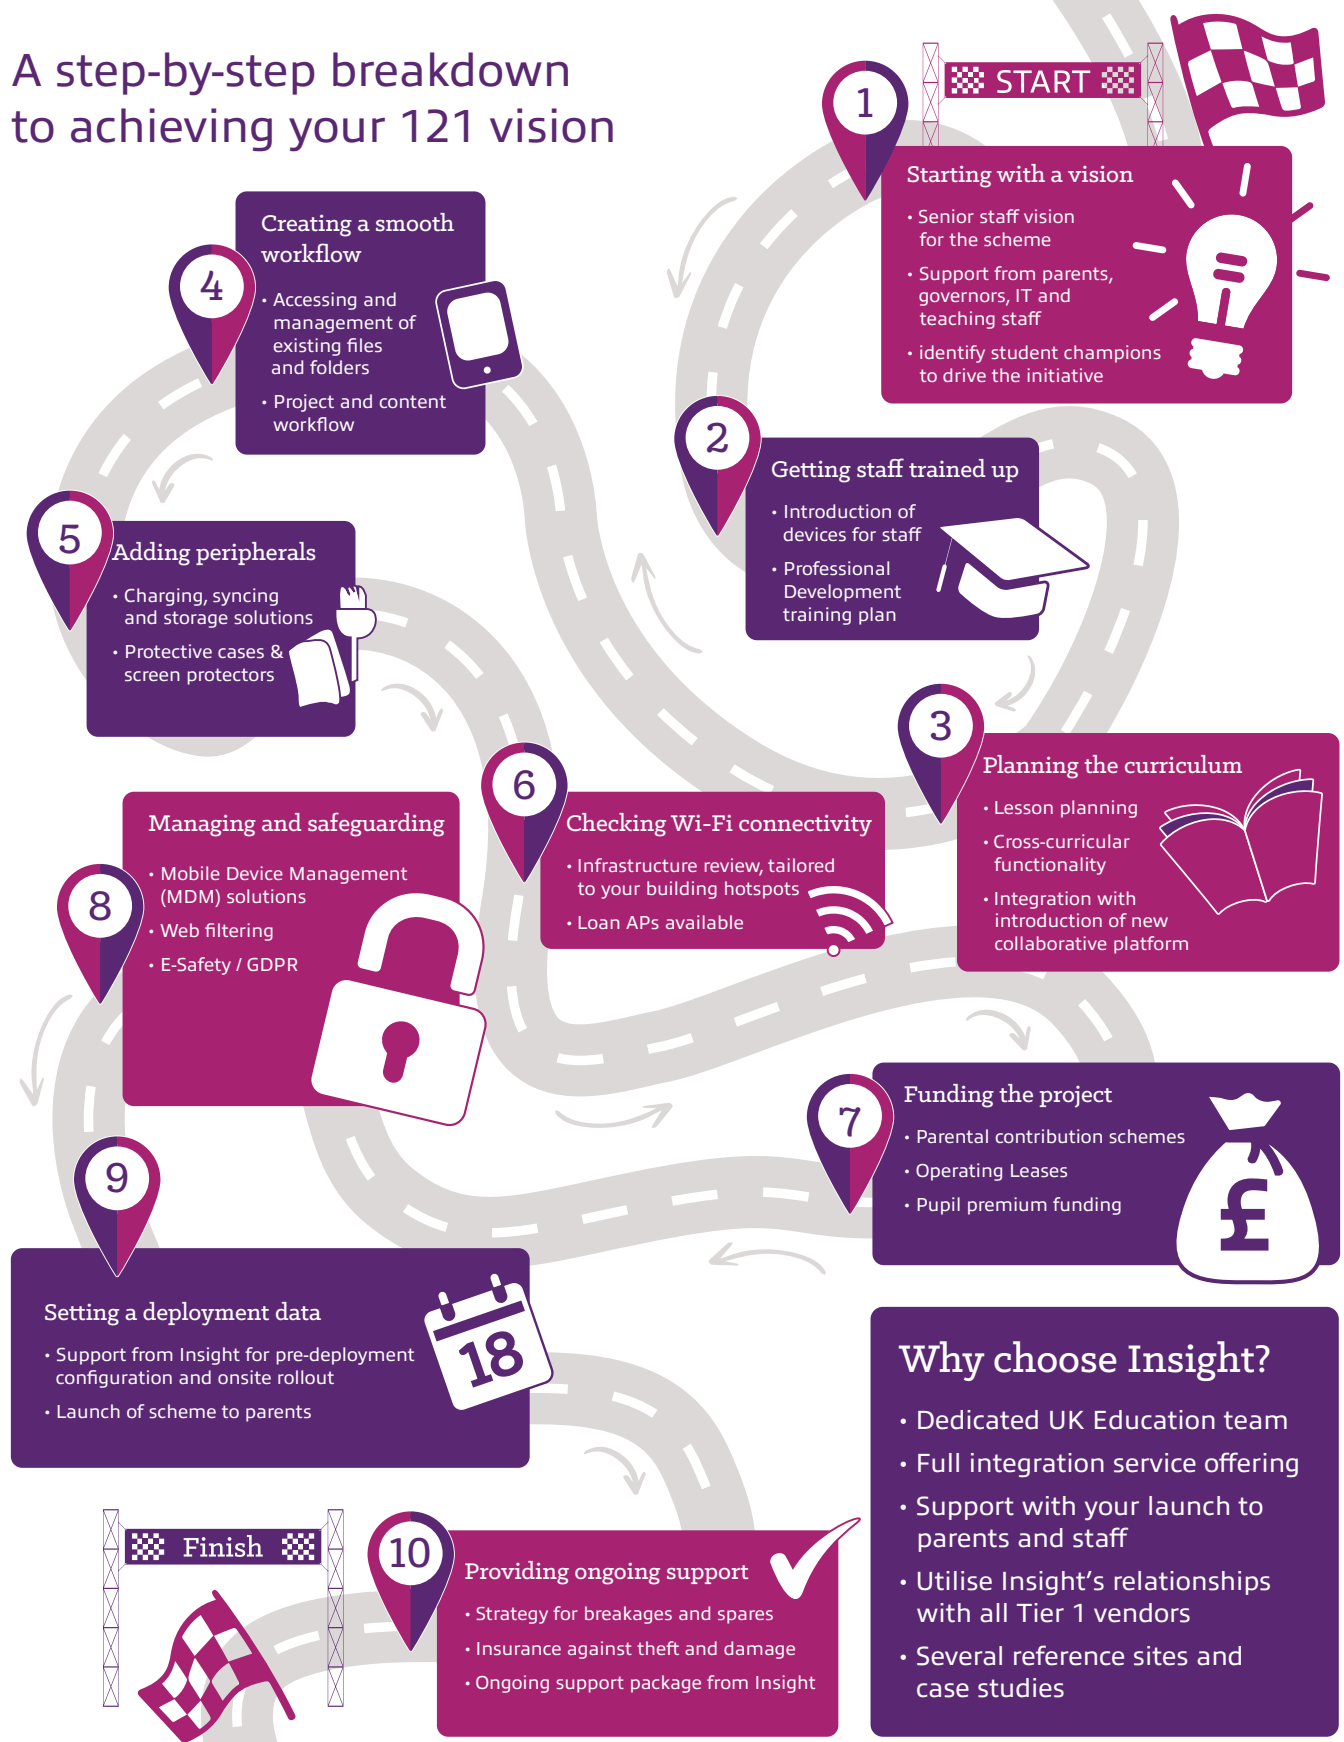 A step-by-step breakdown
to achieving your 121 vision
START
1
Starting with a vision
• Senior staff vision
for the scheme
• Support from parents,
governors, IT and
teaching staff
• identify student champions
to drive the initiative
2
Getting staff trained up
• Introduction of
devices for staff
• Professional
Development
training plan
3
Planning the curriculum
• Lesson planning
• Cross-curricular
functionality
• Integration with
introduction of new
collaborative platform
4
Creating a smooth
workflow
• Accessing and
management of
existing files
and folders
• Project and content
workflow
5
Adding peripherals
• Charging, syncing
and storage solutions
• Protective cases &
screen protectors
6
Checking Wi-Fi connectivity
• Infrastructure review, tailored
to your building hotspots
• Loan APs available
7
Funding the project
• Parental contribution schemes
• Operating Leases
• Pupil premium funding
£
8
Managing and safeguarding
• Mobile Device Management
(MDM) solutions
• Web filtering
• E-Safety / GDPR
9
Setting a deployment data
• Support from Insight for pre-deployment
configuration and onsite rollout
• Launch of scheme to parents
18
10
Providing ongoing support
• Strategy for breakages and spares
• Insurance against theft and damage
• Ongoing support package from Insight
Finish
Why choose Insight?
• Dedicated UK Education team
• Full integration service offering
• Support with your launch to
parents and staff
• Utilise Insight's relationships
with all Tier 1 vendors
• Several reference sites and
case studies